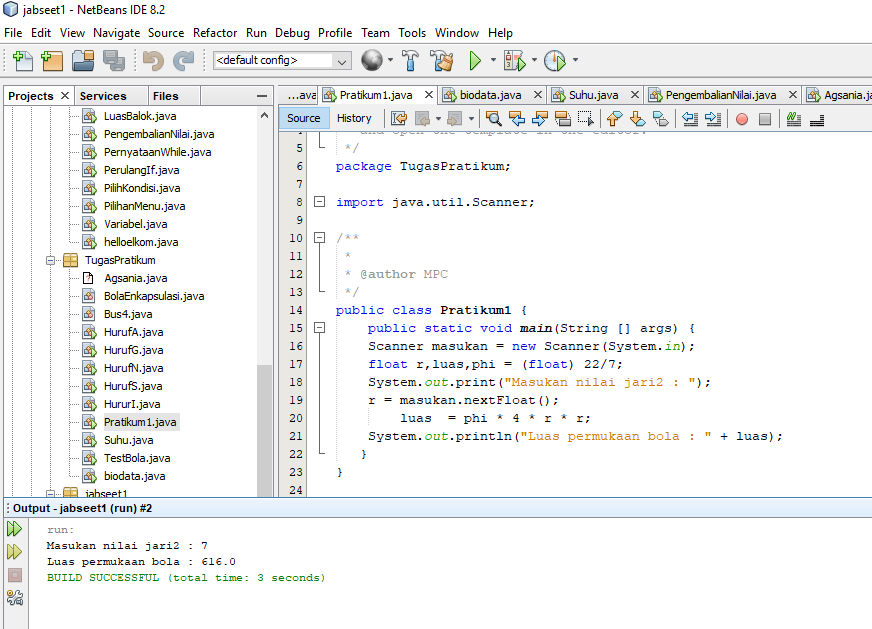 jabseet1 - NetBeans IDE 8.2
File Edit View Navigate Source Refactor Run Debug Profile Team Tools Window Help
<default config>
Projects Services Files
...ava Pratikum1.java biodata.java Suhu.java PengembalianNilai.java Agsania.j
Source History
LuasBalok.java
PengembalianNilai.java
PernyataanWhile.java
PerulangIf.java
PilihKondisi.java
PilihanMenu.java
Variabel.java
helloelkom.java
TugasPratikum
Agsania.java
BolaEnkapsulasi.java
Bus4.java
HurufA.java
HurufG.java
HurufN.java
HurufS.java
HururI.java
Pratikum1.java
Suhu.java
TestBola.java
biodata.java
jabseet1
4 and open the template in the editor.
5 */
6 package TugasPratikum;
7
8 import java.util.Scanner;
9
10 /**
11 *
12 * @author MPC
13 */
14 public class Pratikum1 {
15 public static void main(String [] args) {
16 Scanner masukan = new Scanner(System.in);
17 float r,luas,phi = (float) 22/7;
18 System.out.print("Masukan nilai jari2 : ");
19 r = masukan.nextFloat();
20 luas  = phi * 4 * r * r;
21 System.out.println("Luas permukaan bola : " + luas);
22 }
23 }
24
Output - jabseet1 (run) #2
run:
Masukan nilai jari2 : 7
Luas permukaan bola : 616.0
BUILD SUCCESSFUL (total time: 3 seconds)